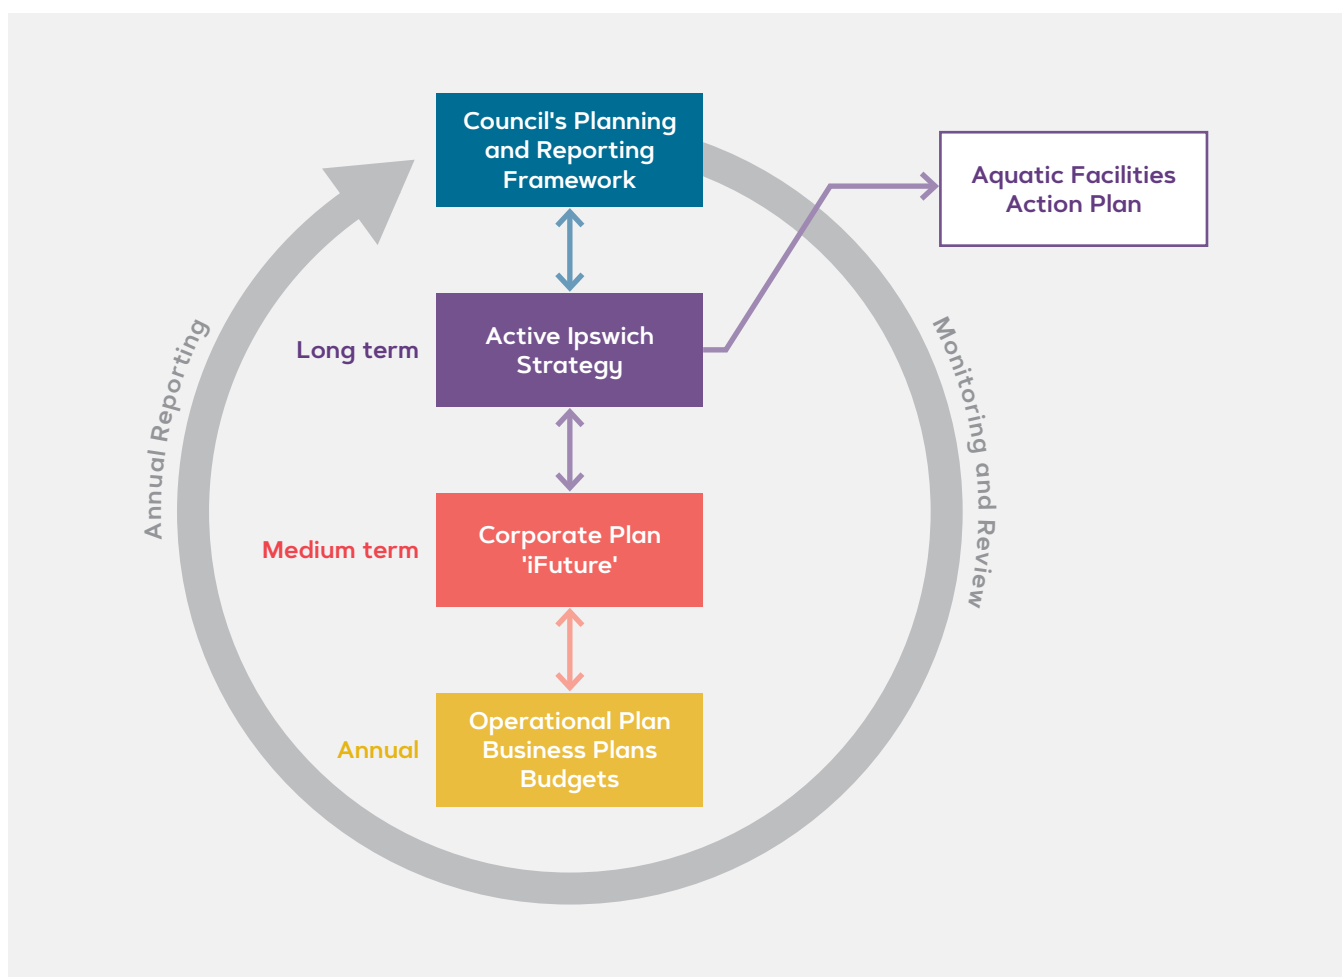 Council's Planning
and Reporting
Framework
Aquatic Facilities
Action Plan
Long term
Active Ipswich
Strategy
Annual Reporting
Monitoring and Review
Medium term
Corporate Plan
'iFuture'
Annual
Operational Plan
Business Plans
Budgets